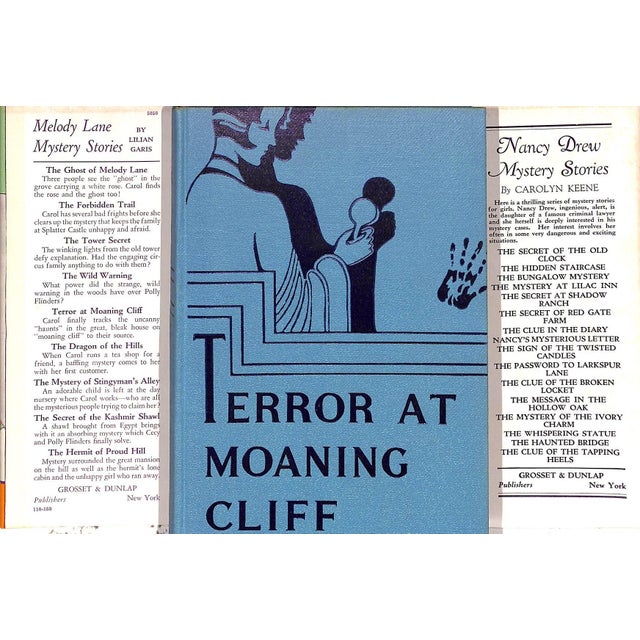 5050
Melody Lane
Mystery Stories
BY
LILIAN
GARIS
The Ghost of Melody Lane
Three people see the "ghost" in the
grove carrying a white rose. Carol finds
the rose and the ghost too!
The Forbidden Trail
Carol has several bad frights before she
clears up the mystery that keeps the family
at Splatter Castle unhappy and afraid.
The Tower Secret
The winking lights from the old tower
defy explanation. Had the engaging cir-
cus family anything to do with them?
The Wild Warning
What power did the strange, wild
warning in the woods have over Polly
Flinders?
Terror at Moaning Cliff
Carol finally tracks the uncanny
"haunts" in the great, bleak house on
"moaning cliff" to their source.
The Dragon of the Hills
When Carol runs a tea shop for a
friend, a baffling mystery comes to her
with her first customer.
The Mystery of Stingyman's Alley
An adorable child is left at the day
nursery where Carol works—who are all
the mysterious people trying to claim her?
The Secret of the Kashmir Shawl
A shawl brought from Egypt brings
with it an absorbing mystery which Cecy
and Polly Flinders finally solve.
The Hermit of Proud Hill
Mystery surrounded the great mansion
on the hill as well as the hermit's lone
cabin and the unhappy girl who ran away.
GROSSET & DUNLAP
Publishers New York
TERROR AT
MOANING
CLIFF
Nancy Drew
Mystery Stories
By CAROLYN KEENE
Here is a thrilling series of mystery stories
for girls. Nancy Drew, ingenious, alert, is
the daughter of a famous criminal lawyer
and she herself is deeply interested in his
mystery cases. Her interest involves her
often in some very dangerous and exciting
situations.
THE SECRET OF THE OLD
CLOCK
THE HIDDEN STAIRCASE
THE BUNGALOW MYSTERY
THE MYSTERY AT LILAC INN
THE SECRET AT SHADOW
RANCH
THE SECRET OF RED GATE
FARM
THE CLUE IN THE DIARY
NANCY'S MYSTERIOUS LETTER
THE SIGN OF THE TWISTED
CANDLES
THE PASSWORD TO LARKSPUR
LANE
THE CLUE OF THE BROKEN
LOCKET
THE MESSAGE IN THE
HOLLOW OAK
THE MYSTERY OF THE IVORY
CHARM
THE WHISPERING STATUE
THE HAUNTED BRIDGE
THE CLUE OF THE TAPPING
HEELS
GROSSET & DUNLAP
Publishers New York